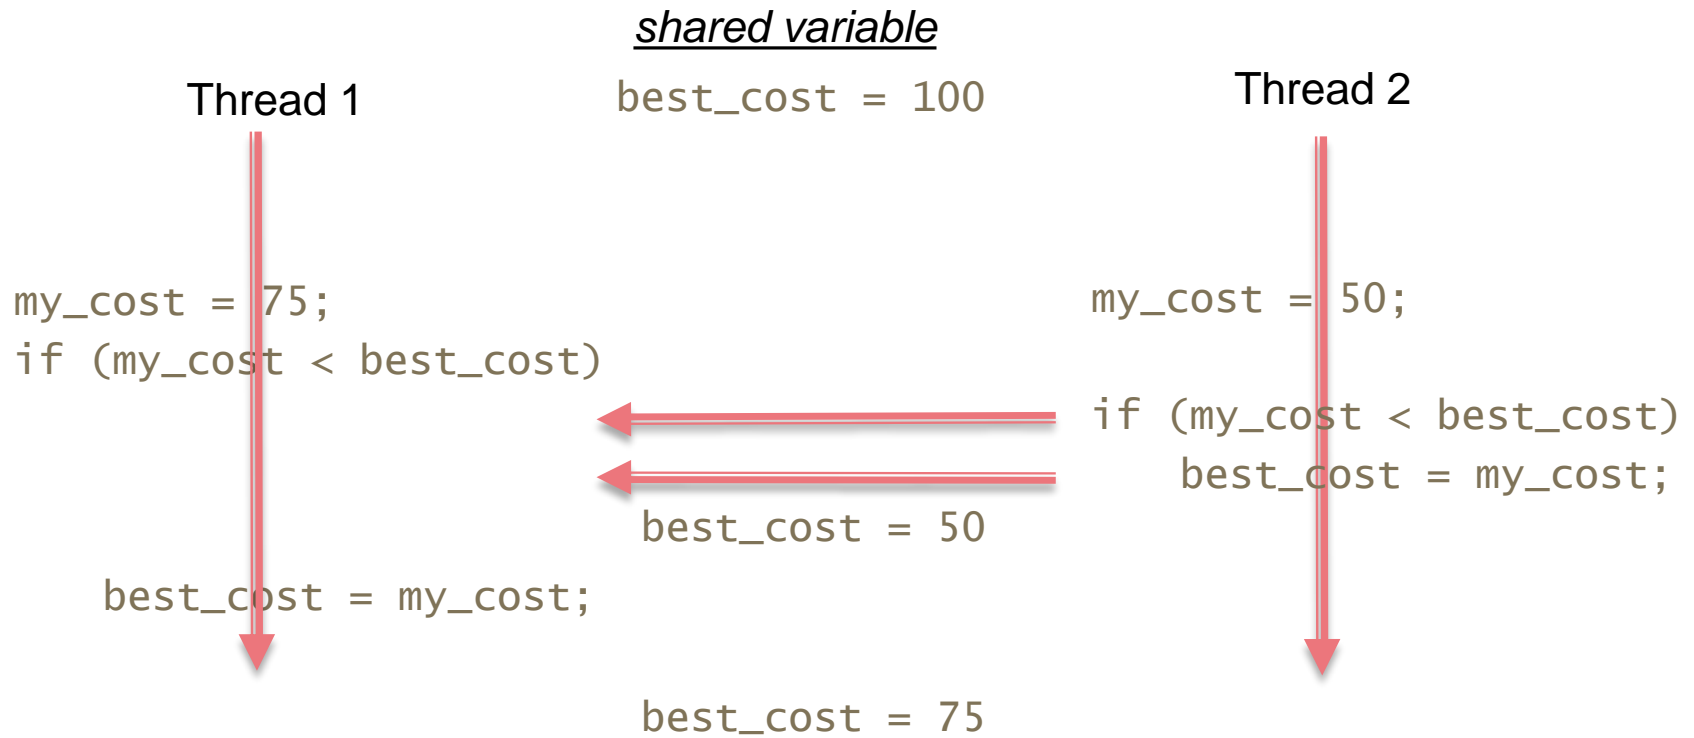 shared variable
Thread 1
best_cost = 100
Thread 2
my_cost = 75;
if (my_cost < best_cost)
my_cost = 50;
if (my_cost < best_cost)
best_cost = my_cost;
best_cost = 50
best_cost = my_cost;
best_cost = 75